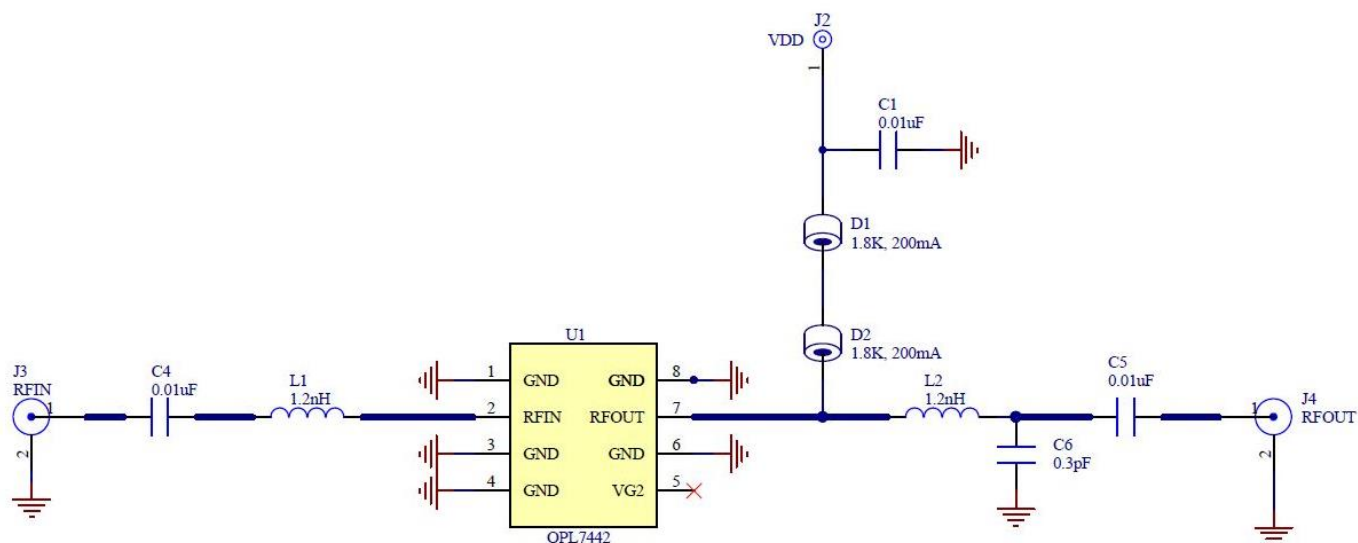 J2
VDD
1
C1
0.01uF
D1
1.8K, 200mA
D2
1.8K, 200mA
U1
J3
RFIN
1
2
C4
0.01uF
L1
1.2nH
1
GND
GND
8
2
RFIN
RFOUT
7
3
GND
GND
6
4
GND
VG2
5
OPL7442
L2
1.2nH
C6
0.3pF
C5
0.01uF
J4
RFOUT
1
2